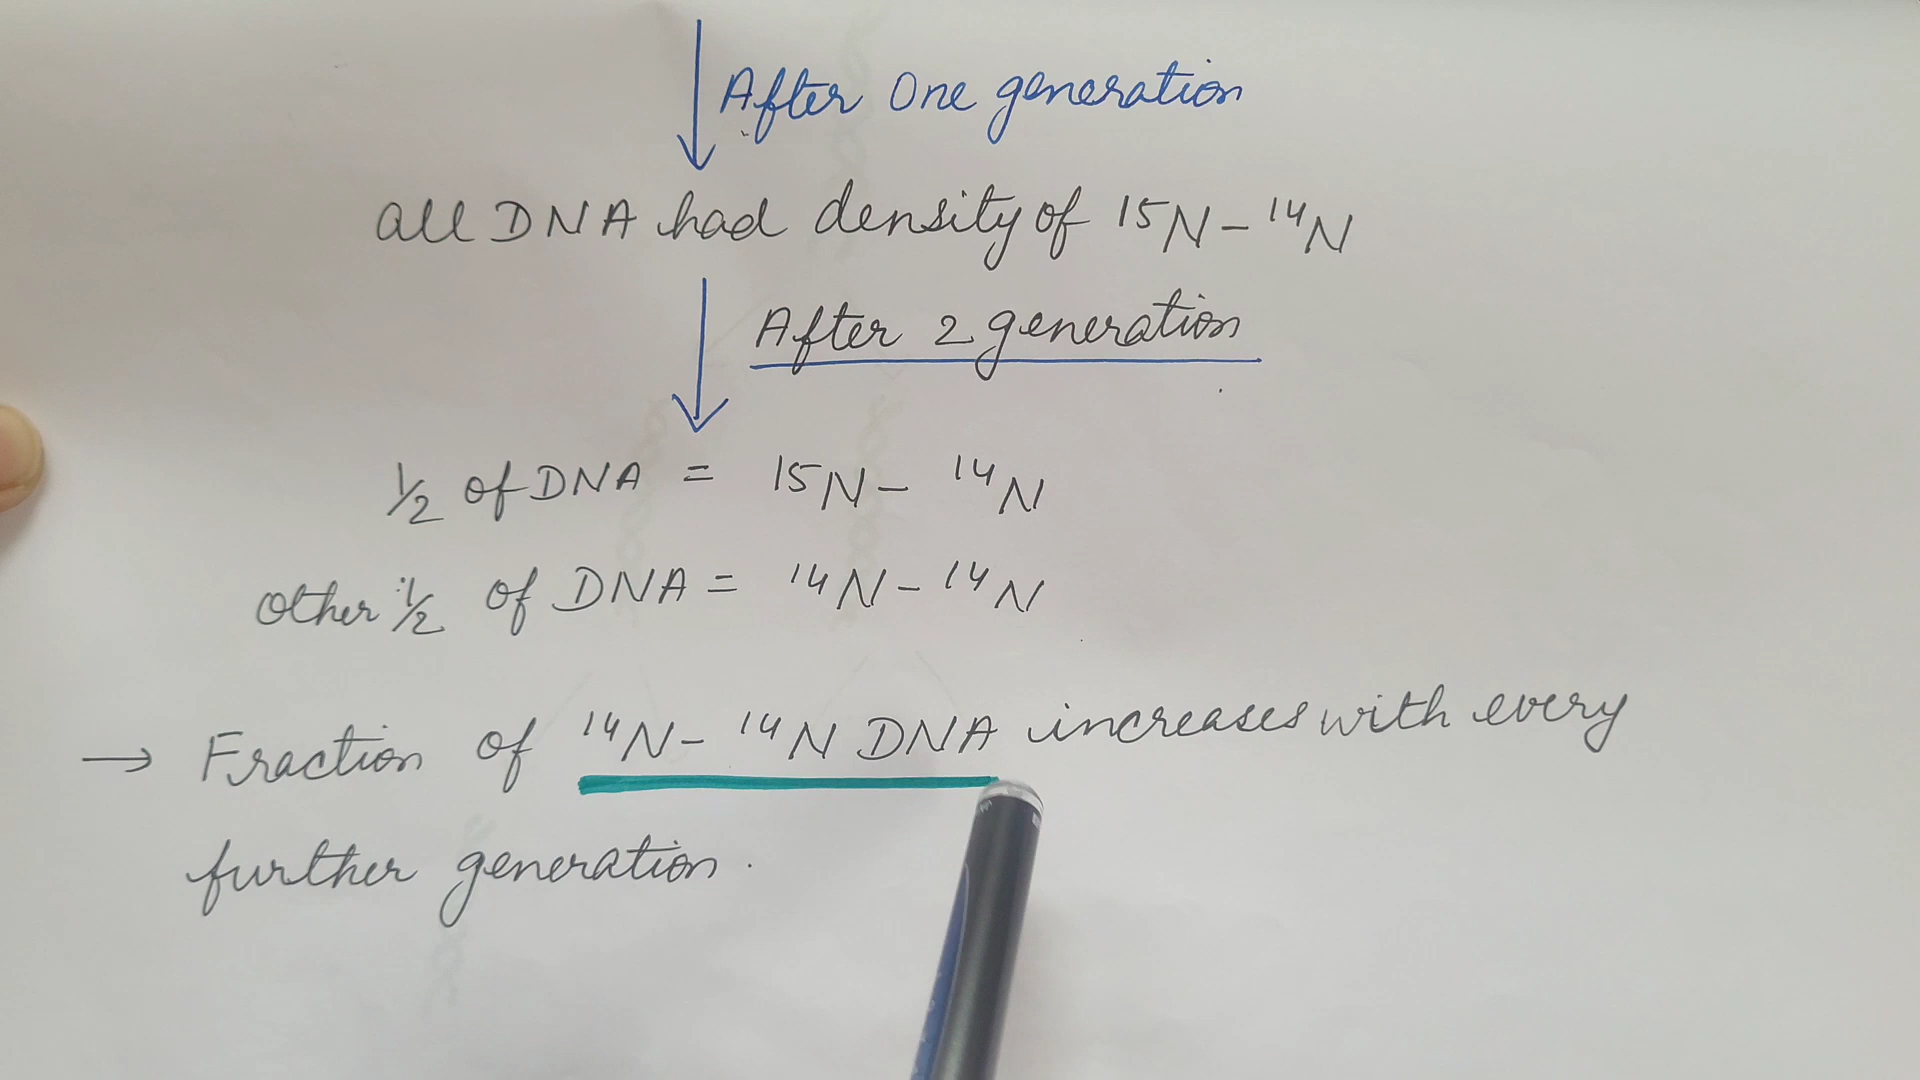 After One generation
all DNA had density of ¹⁵N - ¹⁴N
After 2 generation
½ of DNA = ¹⁵N - ¹⁴N
Other ½ of DNA = ¹⁴N - ¹⁴N
→ Fraction of ¹⁴N - ¹⁴N DNA increases with every
further generation.